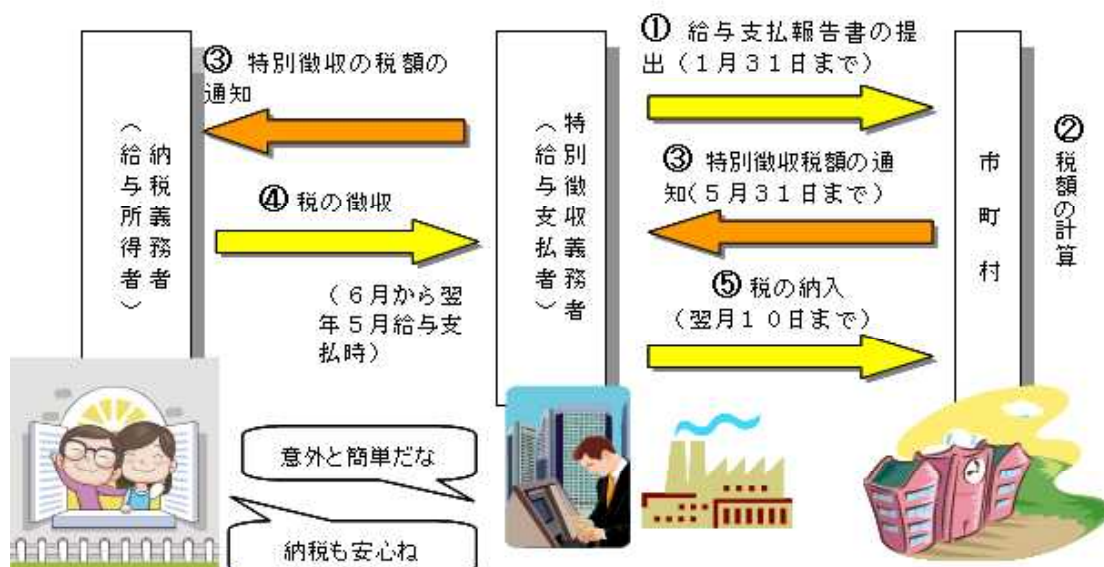 ③ 特別徴収の税額の
通知
納税義務者
(給与所得者)
④ 税の徴収
(6月から翌
年5月給与支
払時)
特別徴収義務者
(給与支払者)
① 給与支払報告書の提
出(1月31日まで)
③ 特別徴収税額の通
知(5月31日まで)
⑤ 税の納入
(翌月10日まで)
市町村
② 税額の計算
意外と簡単だな
納税も安心ね